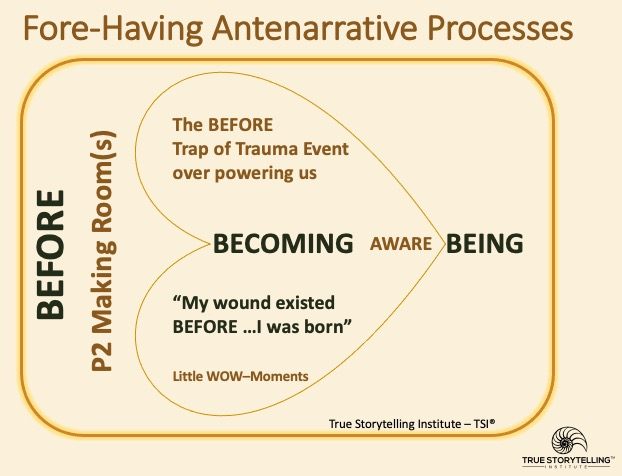 Fore-Having Antenarrative Processes
BEFORE
P2 Making Room(s)
The BEFORE
Trap of Trauma Event
over powering us
BECOMING AWARE BEING
“My wound existed
BEFORE ...I was born”
Little WOW–Moments
True Storytelling Institute – TSI®
TRUE STORYTELLING™
INSTITUTE